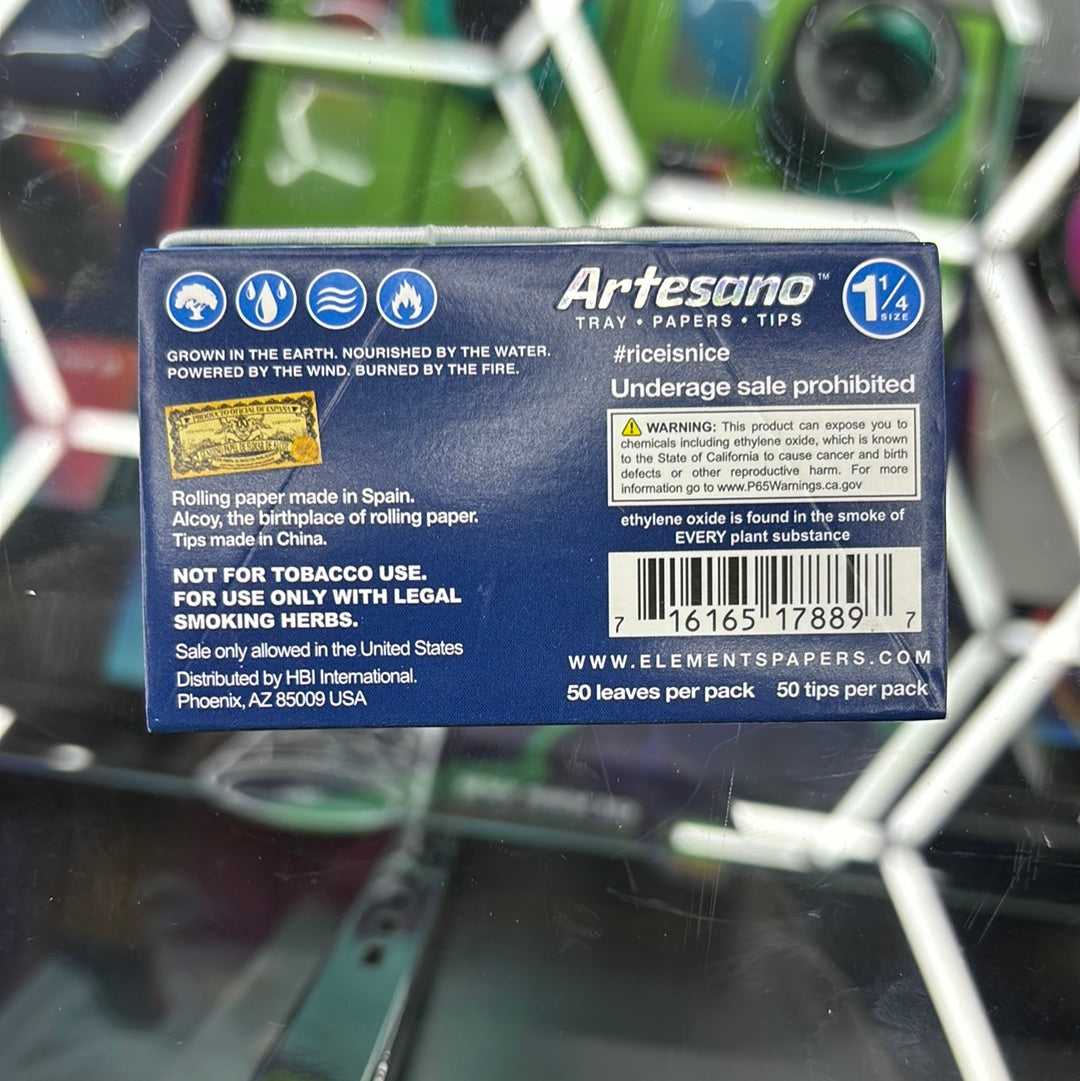 Artesano™
TRAY • PAPERS • TIPS
1 1/4
SIZE
GROWN IN THE EARTH. NOURISHED BY THE WATER.
POWERED BY THE WIND. BURNED BY THE FIRE.
PRODUCTO OFICIAL DE ESPAÑA
Rolling paper made in Spain.
Alcoy, the birthplace of rolling paper.
Tips made in China.
NOT FOR TOBACCO USE.
FOR USE ONLY WITH LEGAL
SMOKING HERBS.
Sale only allowed in the United States
Distributed by HBI International.
Phoenix, AZ 85009 USA
#riceisnice
Underage sale prohibited
WARNING: This product can expose you to
chemicals including ethylene oxide, which is known
to the State of California to cause cancer and birth
defects or other reproductive harm. For more
information go to www.P65Warnings.ca.gov
ethylene oxide is found in the smoke of
EVERY plant substance
7 16165 17889 7
WWW.ELEMENTSPAPERS.COM
50 leaves per pack 50 tips per pack